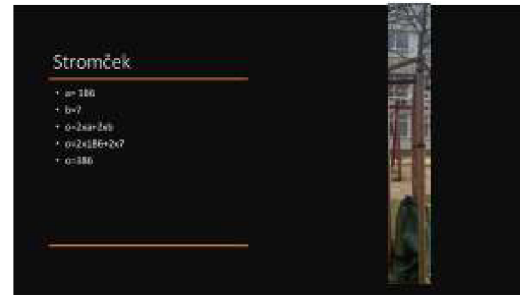 Stromček
• a= 186
• b=7
• o=2xa+2xb
• o=2x186+2x7
• o=386